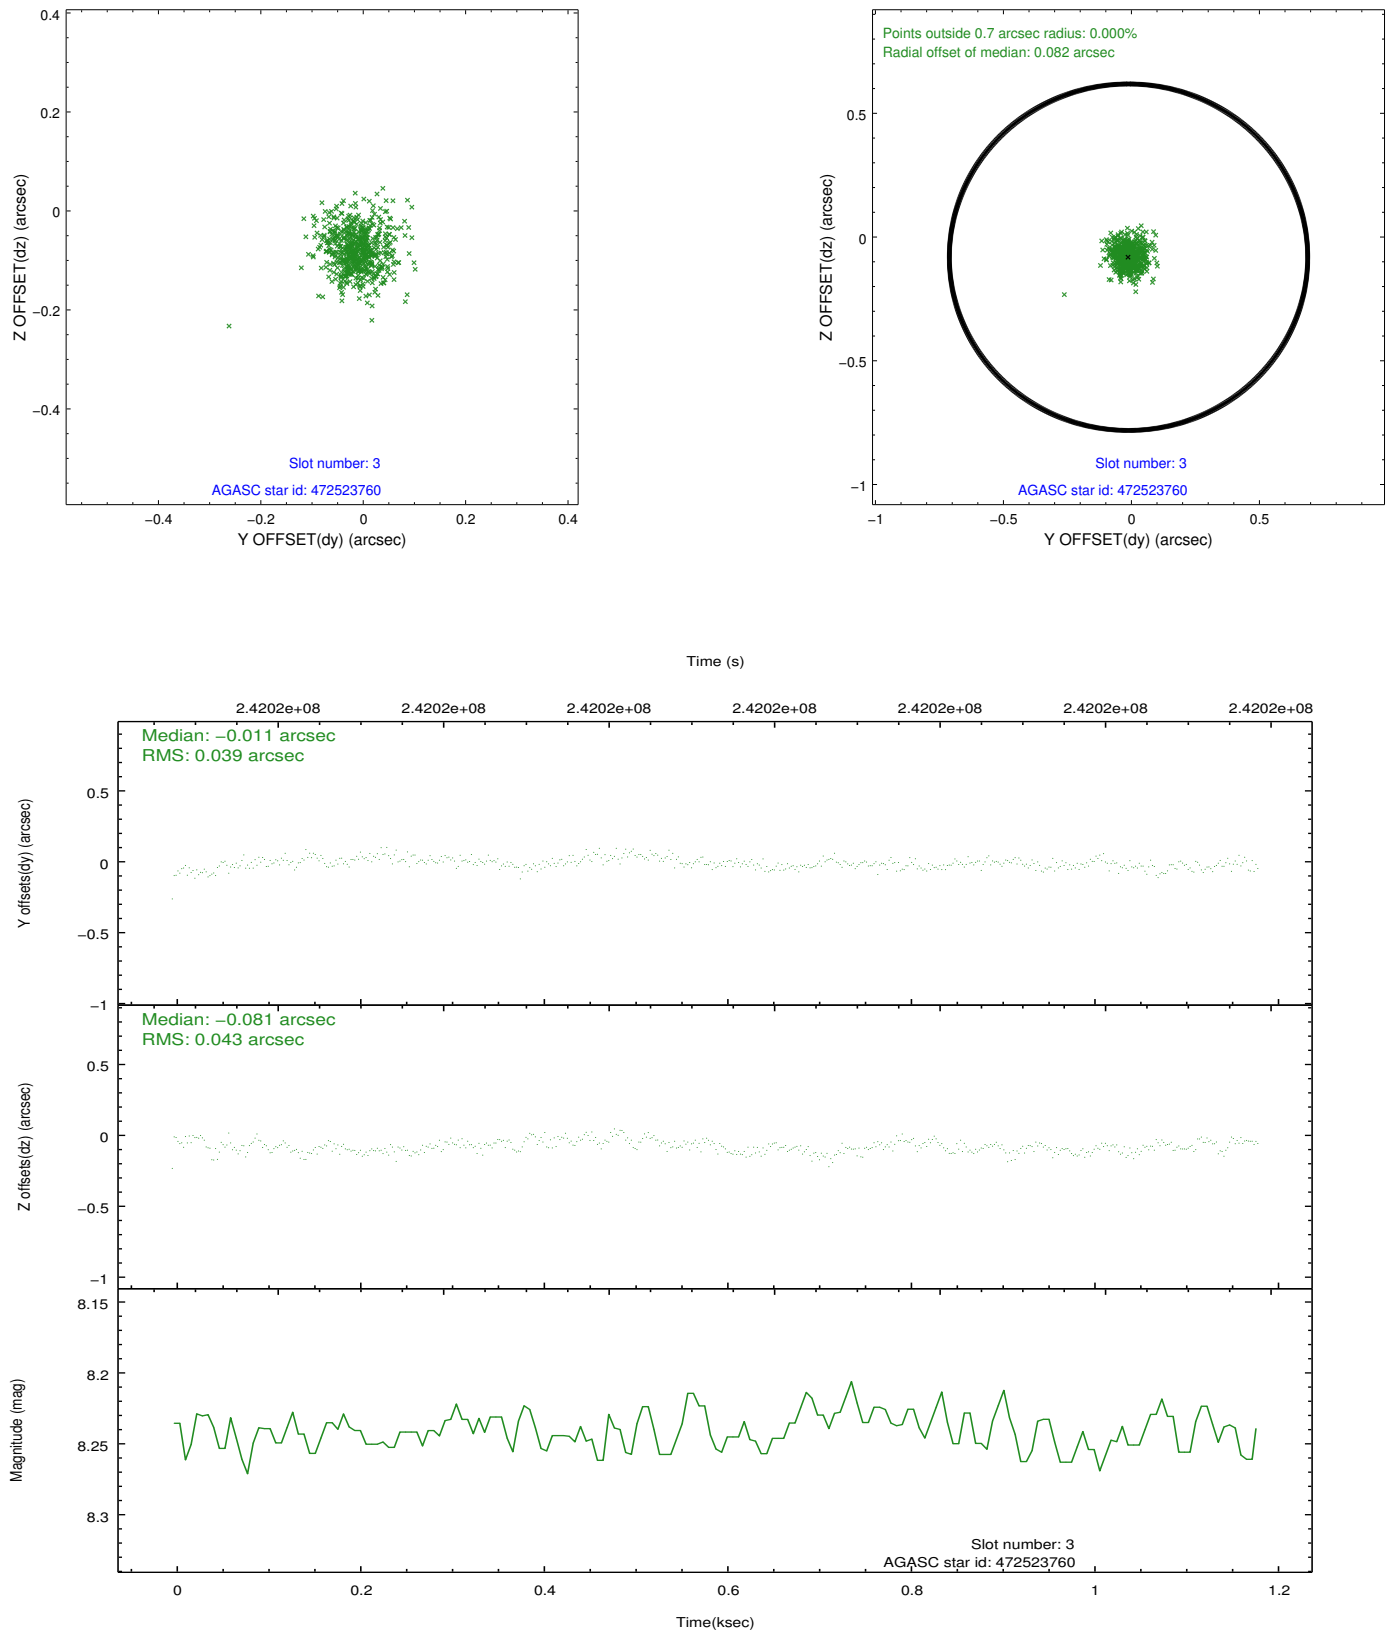 0.4
0.2
0
−0.2
−0.4
Z OFFSET(dz) (arcsec)
Slot number: 3
AGASC star id: 472523760
−0.4 −0.2 0 0.2 0.4
Y OFFSET(dy) (arcsec)
Points outside 0.7 arcsec radius: 0.000%
Radial offset of median: 0.082 arcsec
0.5
0
−0.5
−1
Z OFFSET(dz) (arcsec)
Slot number: 3
AGASC star id: 472523760
−1 −0.5 0 0.5
Y OFFSET(dy) (arcsec)
Time (s)
2.4202e+08 2.4202e+08 2.4202e+08 2.4202e+08 2.4202e+08 2.4202e+08 2.4202e+08
Median: −0.011 arcsec
RMS: 0.039 arcsec
0.5
0
−0.5
−1
Y offsets(dy) (arcsec)
Median: −0.081 arcsec
RMS: 0.043 arcsec
0.5
0
−0.5
−1
Z offsets(dz) (arcsec)
8.15
8.2
8.25
8.3
Magnitude (mag)
Slot number: 3
AGASC star id: 472523760
0 0.2 0.4 0.6 0.8 1 1.2
Time(ksec)